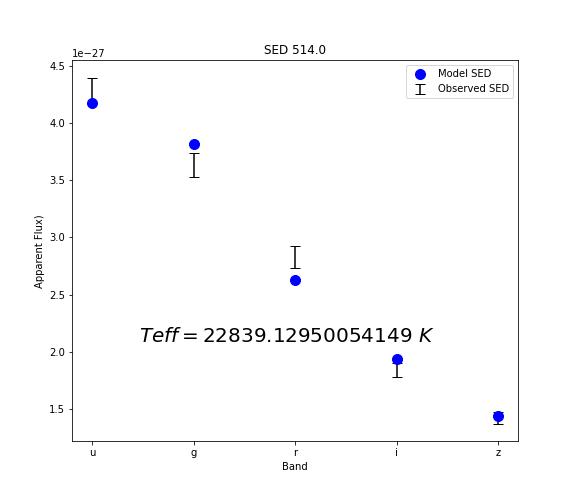 SED 514.0
1e−27
4.5
4.0
3.5
3.0
2.5
2.0
1.5
Apparent Flux)
Model SED
Observed SED
Teff = 22839.12950054149 K
u g r i z
Band